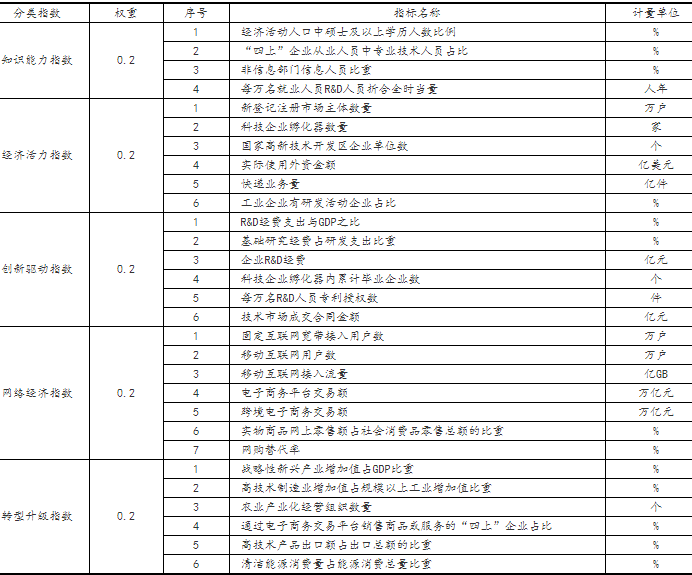 分类指数 权重 序号 指标名称 计量单位
知识能力指数 0.2 1 经济活动人口中硕士及以上学历人数比例 %
2 “四上”企业从业人员中专业技术人员占比 %
3 非信息部门信息人员比重 %
4 每万名就业人员R&D人员折合全时当量 人年
经济活力指数 0.2 1 新登记注册市场主体数量 万户
2 科技企业孵化器数量 家
3 国家高新技术开发区企业单位数 个
4 实际使用外资金额 亿美元
5 快递业务量 亿件
6 工业企业有研发活动企业占比 %
创新驱动指数 0.2 1 R&D经费支出与GDP之比 %
2 基础研究经费占研发支出比重 %
3 企业R&D经费 亿元
4 科技企业孵化器内累计毕业企业数 个
5 每万名R&D人员专利授权数 件
6 技术市场成交合同金额 亿元
网络经济指数 0.2 1 固定互联网宽带接入用户数 万户
2 移动互联网用户数 万户
3 移动互联网接入流量 亿GB
4 电子商务平台交易额 万亿元
5 跨境电子商务交易额 万亿元
6 实物商品网上零售额占社会消费品零售总额的比重 %
7 网购替代率 %
转型升级指数 0.2 1 战略性新兴产业增加值占GDP比重 %
2 高技术制造业增加值占规模以上工业增加值比重 %
3 农业产业化经营组织数量 个
4 通过电子商务交易平台销售商品或服务的“四上”企业占比 %
5 高技术产品出口额占出口总额的比重 %
6 清洁能源消费量占能源消费总量比重 %